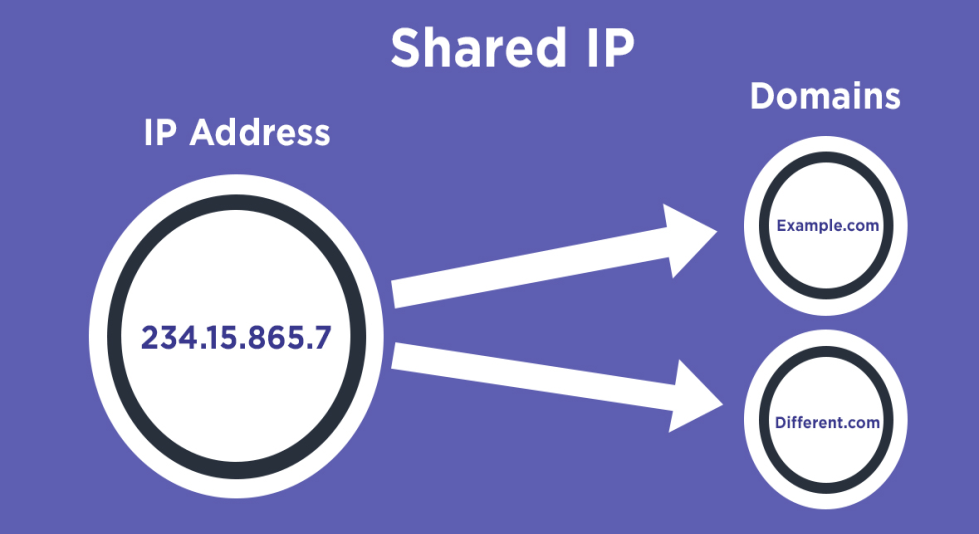 Shared IP
IP Address
Domains
234.15.865.7
Example.com
Different.com